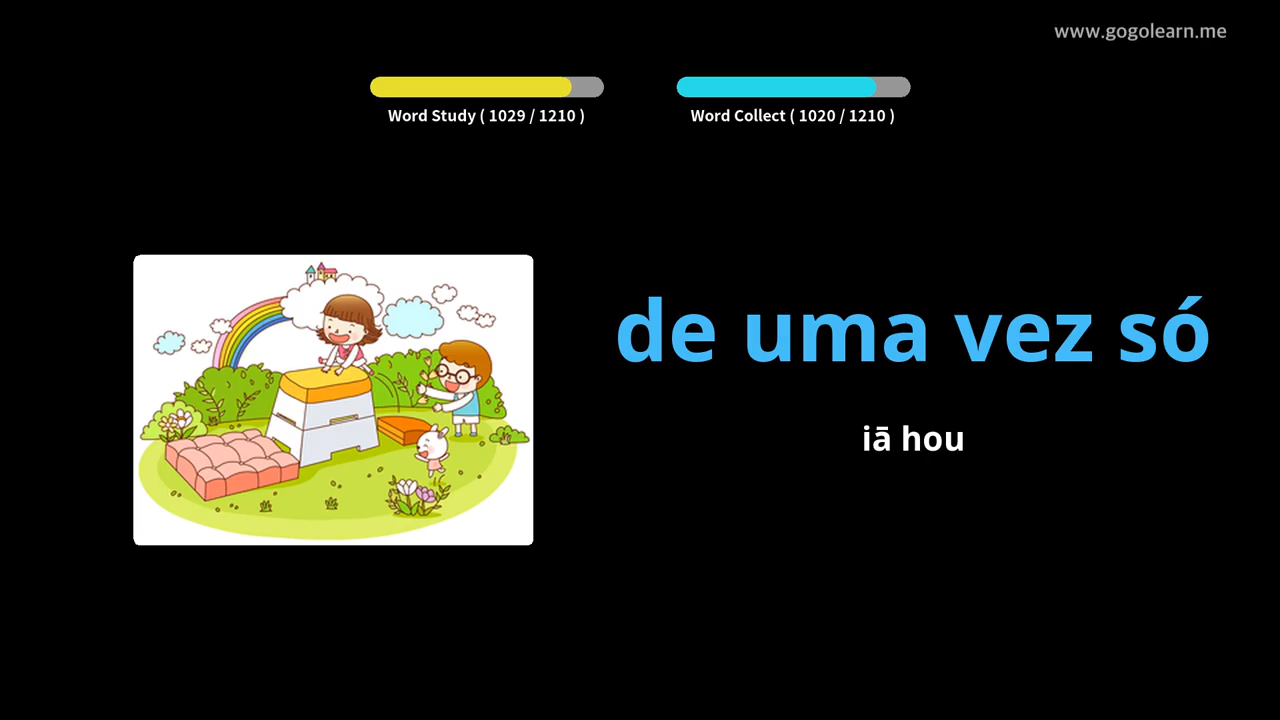 www.gogolearn.me
Word Study ( 1029 / 1210 )
Word Collect ( 1020 / 1210 )
de uma vez só
iā hou